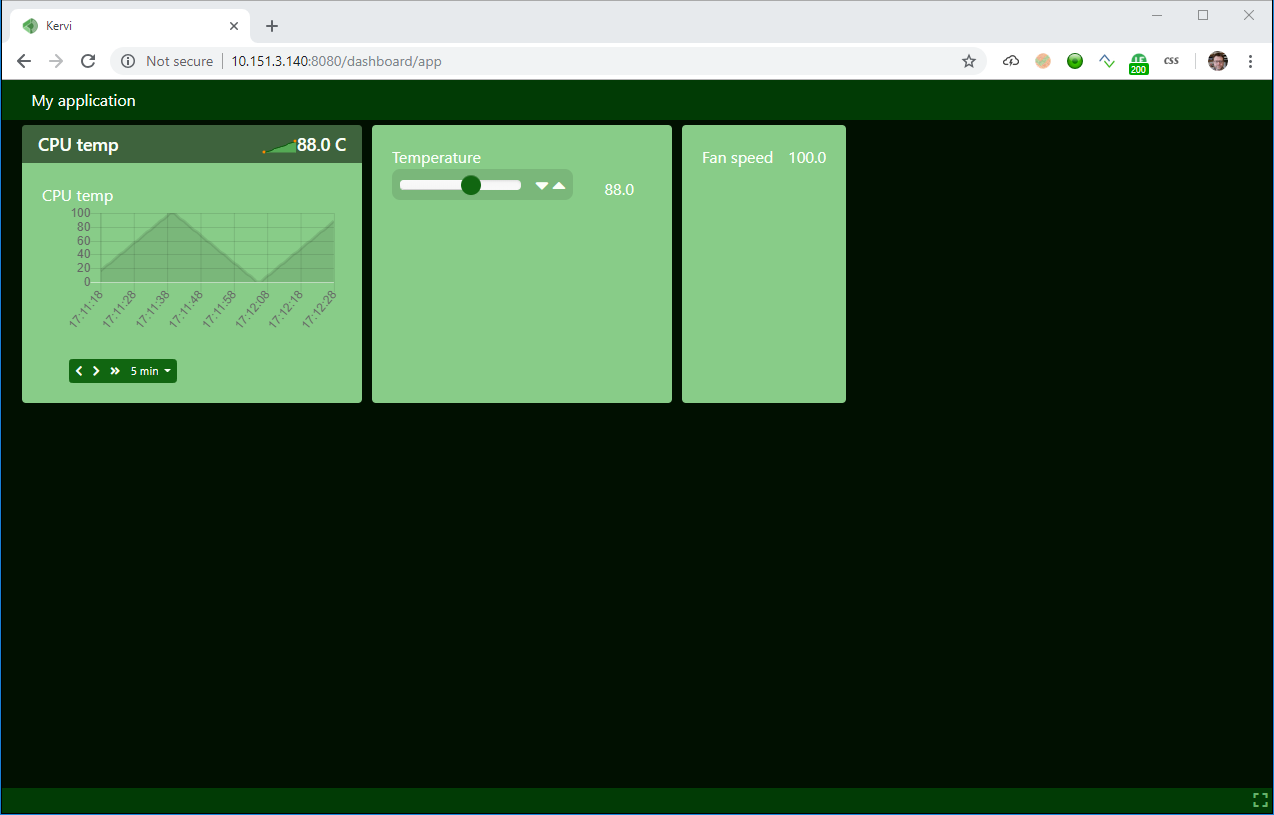 Kervi
Not secure 10.151.3.140:8080/dashboard/app
200
CSS
My application
CPU temp 88.0 C
CPU temp
100
80
60
40
20
0
17:11:18 17:11:28 17:11:38 17:11:48 17:11:58 17:12:08 17:12:18 17:12:28
5 min
Temperature
88.0
Fan speed 100.0